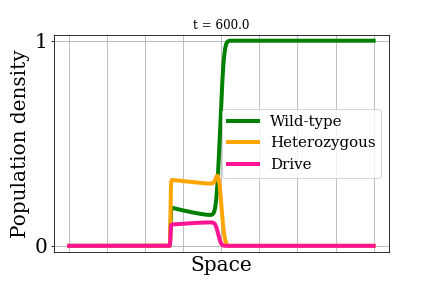 t = 600.0
1
Population density
Wild-type
Heterozygous
Drive
0
Space